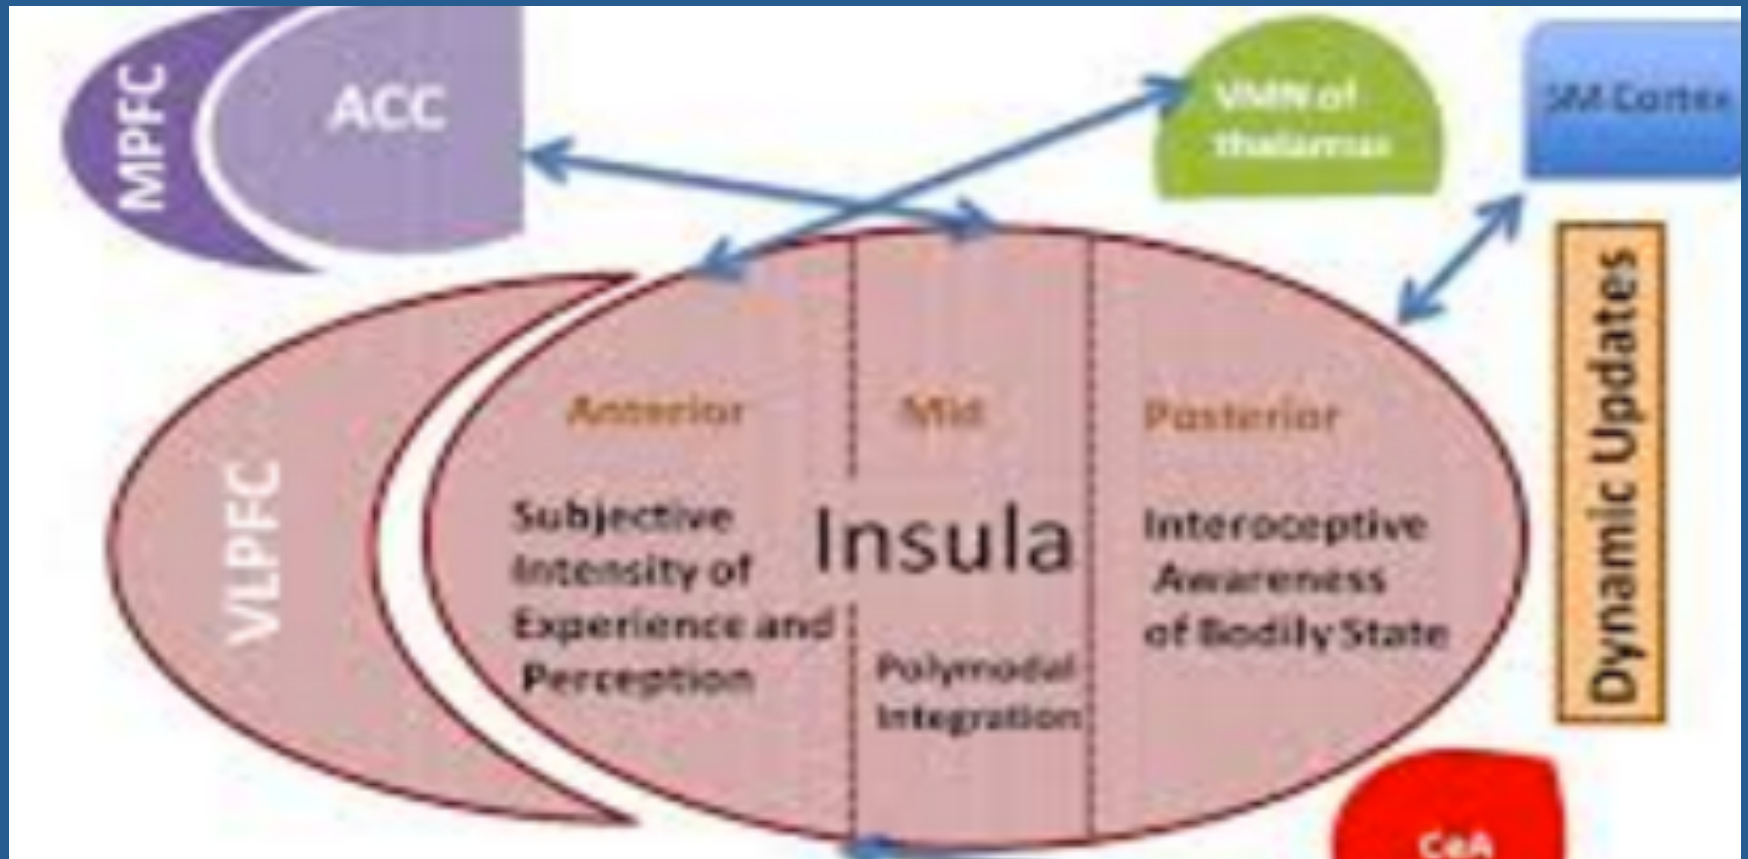 MPFC
ACC
VMN of
thalamus
SM Cortex
Dynamic Updates
VLPFC
Anterior
Mid
Posterior
Subjective
Intensity of
Experience and
Perception
Insula
Interoceptive
Awareness
of Bodily State
Polymodal
Integration
CeA